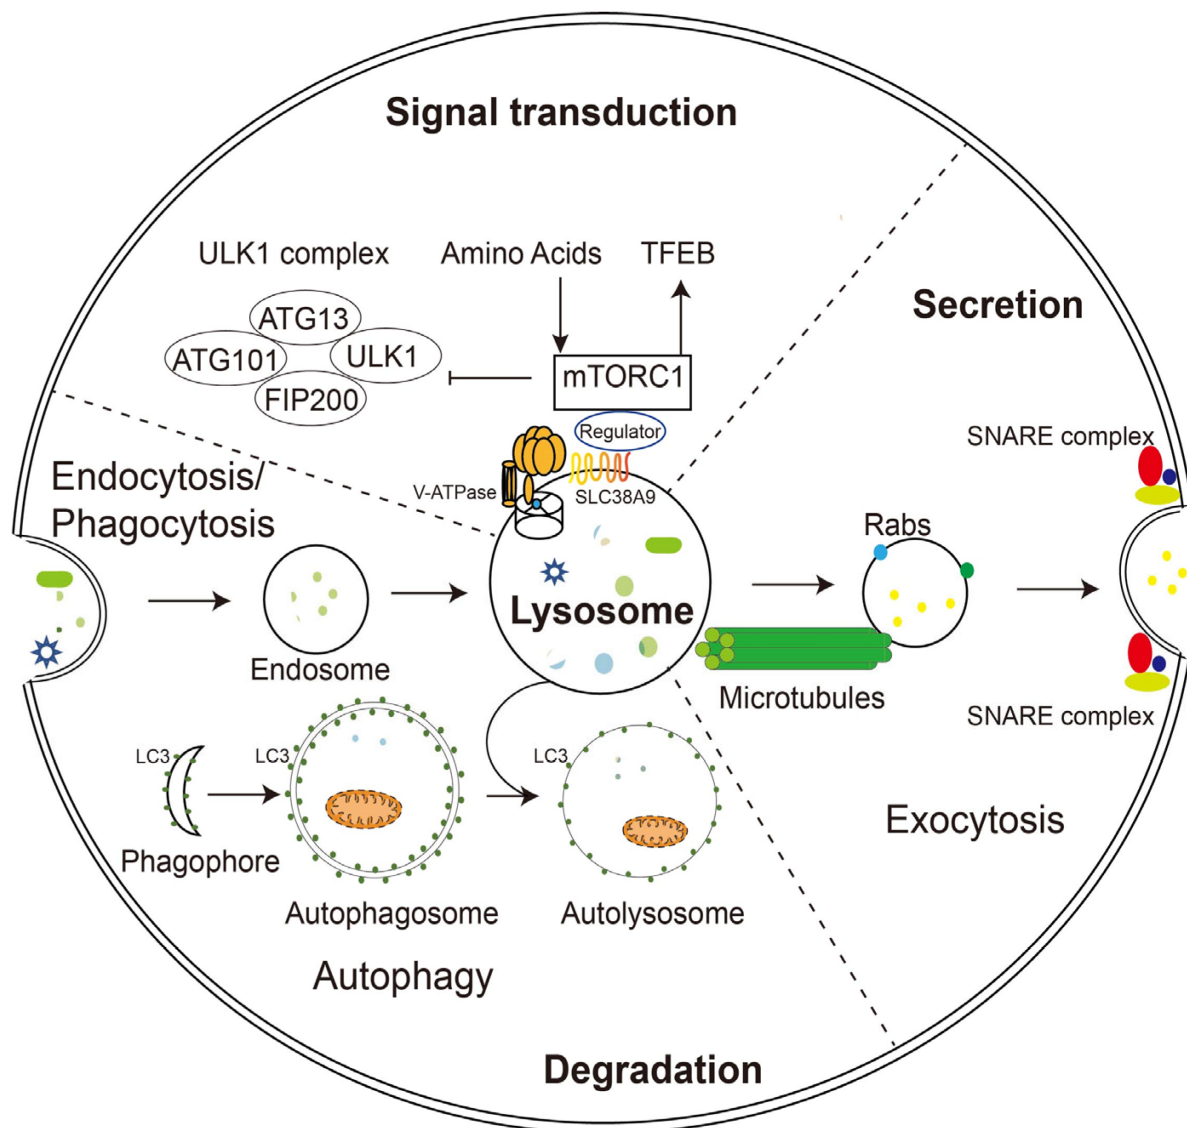 Signal transduction
ULK1 complex
Amino Acids
TFEB
ATG13
ATG101
ULK1
FIP200
mTORC1
Regulator
V-ATPase
SLC38A9
Secretion
SNARE complex
Endocytosis/
Phagocytosis
Rabs
Lysosome
Endosome
Microtubules
SNARE complex
LC3
LC3
LC3
Phagophore
Autophagosome
Autolysosome
Exocytosis
Autophagy
Degradation